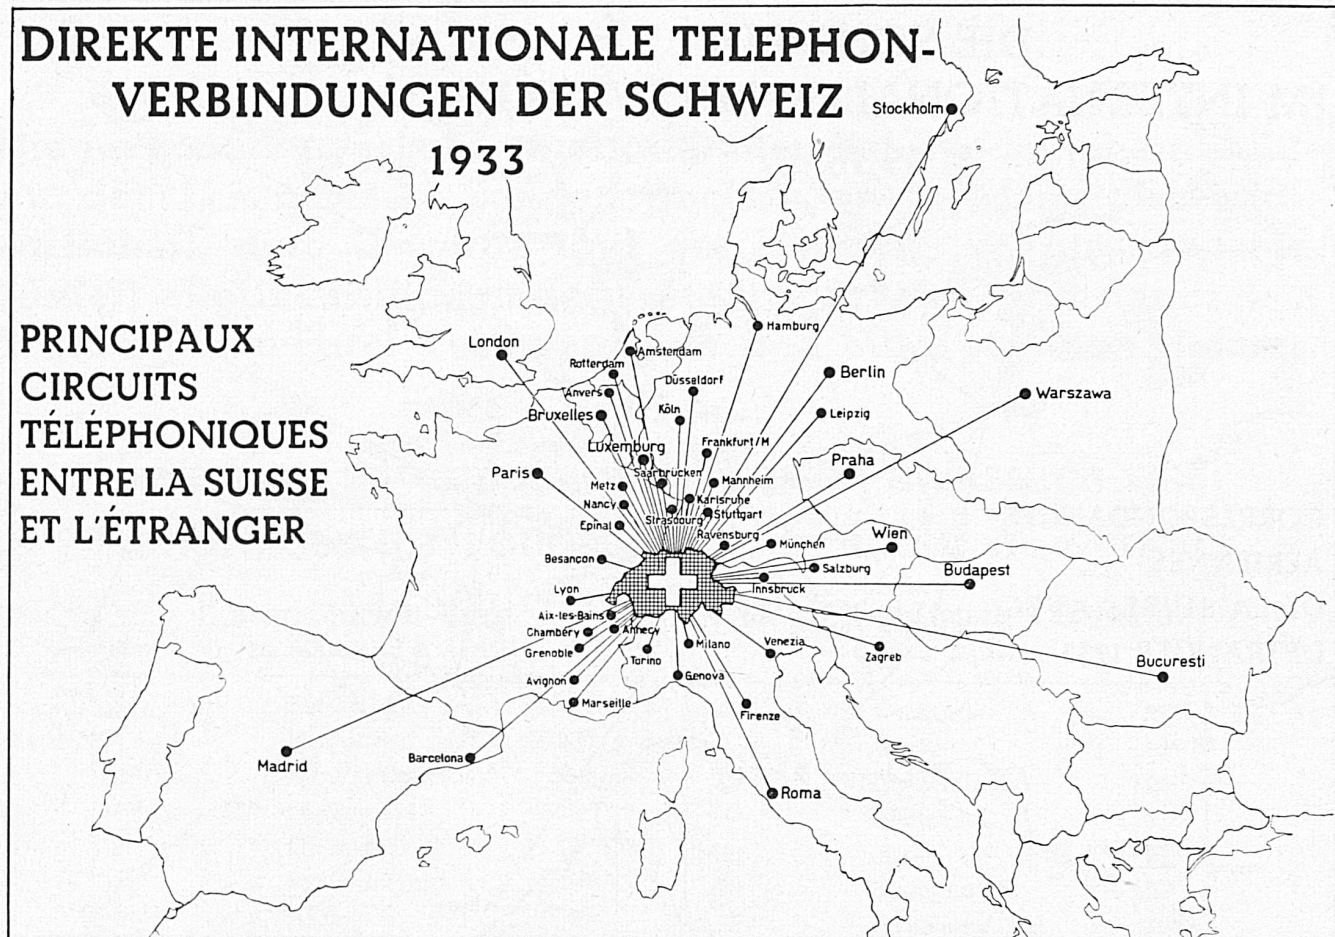 DIREKTE INTERNATIONALE TELEPHON-
VERBINDUNGEN DER SCHWEIZ
1933
PRINCIPAUX
CIRCUITS
TÉLÉPHONIQUES
ENTRE LA SUISSE
ET L'ÉTRANGER
Stockholm
Hamburg
London
Amsterdam
Rotterdam
Berlin
Düsseldorf
Anvers
Warszawa
Köln
Bruxelles
Leipzig
Luxemburg
Frankfurt/M
Praha
Paris
Saarbrücken
Metz
Mannheim
Nancy
Karlsruhe
Epinal
Strasbourg
Stuttgart
Ravensburg
München
Wien
Besançon
Salzburg
Budapest
Lyon
Innsbruck
Aix-les-Bains
Chambéry
Annecy
Grenoble
Torino
Milano
Venezia
Zagreb
Bucuresti
Avignon
Genova
Marseille
Firenze
Barcelona
Madrid
Roma